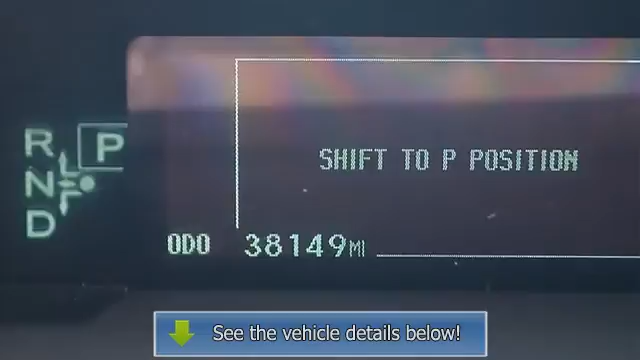 R P
N
D
SHIFT TO P POSITION
ODO 38149MI
See the vehicle details below!